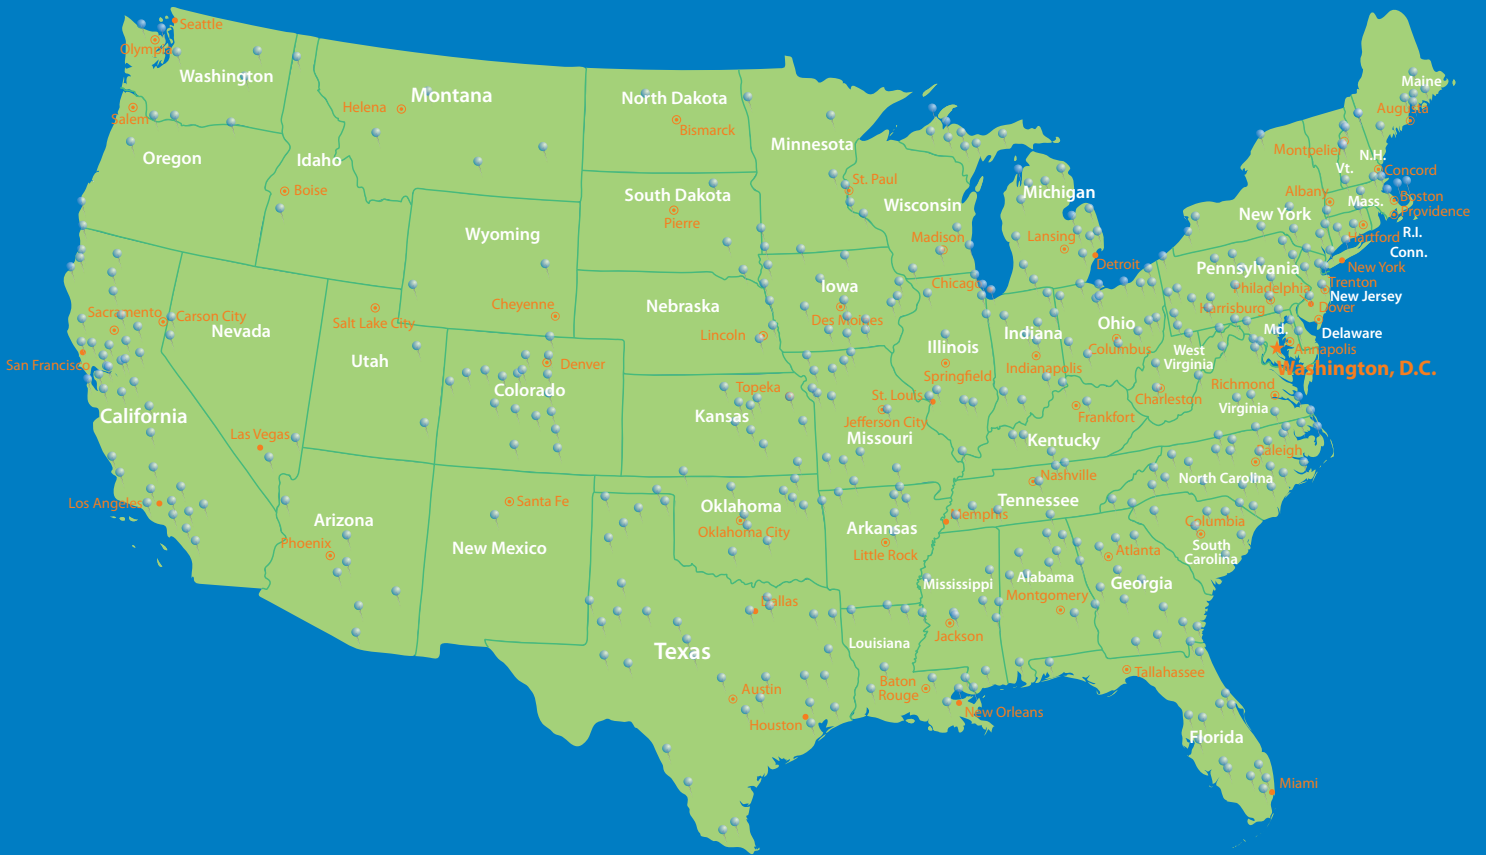 Seattle
Olympia
Washington
Maine
Montana
North Dakota
Helena
Augusta
Salem
Bismarck
Minnesota
Montpelier
N.H.
Oregon
Idaho
Concord
Vt.
St. Paul
Boise
South Dakota
Michigan
Albany
Boston
Wisconsin
Mass.
Providence
New York
Pierre
Wyoming
Madison
Lansing
Hartford
R.I.
Conn.
Detroit
Pennsylvania
New York
Chicago
Iowa
Trenton
Philadelphia
New Jersey
Cheyenne
Nebraska
Harrisburg
Dover
Sacramento
Carson City
Salt Lake City
Des Moines
Ohio
Nevada
Lincoln
Indiana
Md.
Delaware
Illinois
Columbus
Annapolis
West
Virginia
San Francisco
Utah
Denver
Indianapolis
Washington, D.C.
Springfield
Colorado
Topeka
Richmond
St. Louis
Charleston
California
Kansas
Virginia
Jefferson City
Frankfort
Las Vegas
Missouri
Kentucky
Raleigh
Nashville
North Carolina
Los Angeles
Santa Fe
Oklahoma
Tennessee
Arizona
Memphis
Columbia
Oklahoma City
Arkansas
Phoenix
New Mexico
Little Rock
South
Carolina
Atlanta
Mississippi
Alabama
Georgia
Dallas
Montgomery
Jackson
Texas
Louisiana
Tallahassee
Austin
Baton
Rouge
New Orleans
Houston
Florida
Miami